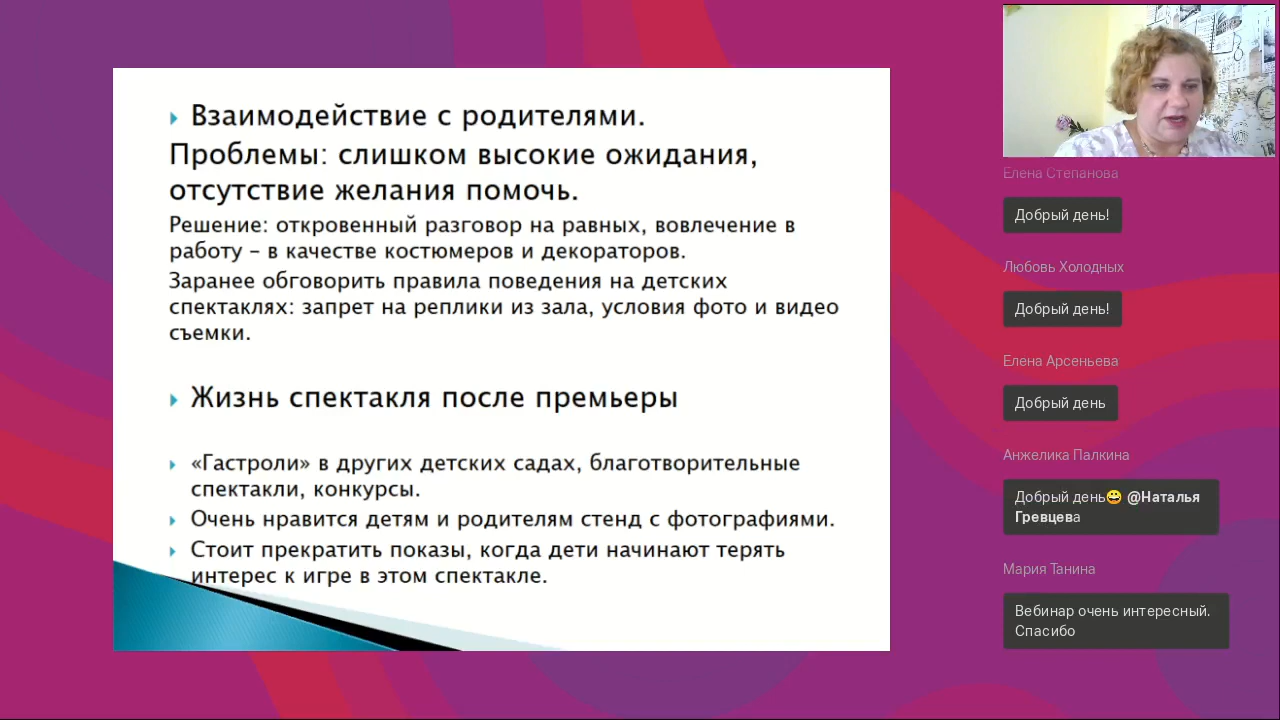 Взаимодействие с родителями.
Проблемы: слишком высокие ожидания,
отсутствие желания помочь.
Решение: откровенный разговор на равных, вовлечение в
работу – в качестве костюмеров и декораторов.
Заранее обговорить правила поведения на детских
спектаклях: запрет на реплики из зала, условия фото и видео
съемки.
Жизнь спектакля после премьеры
«Гастроли» в других детских садах, благотворительные
спектакли, конкурсы.
Очень нравится детям и родителям стенд с фотографиями.
Стоит прекратить показы, когда дети начинают терять
интерес к игре в этом спектакле.
Елена Степанова
Добрый день!
Любовь Холодных
Добрый день!
Елена Арсеньева
Добрый день
Анжелика Палкина
Добрый день😀 @Наталья
Гревцева
Мария Танина
Вебинар очень интересный.
Спасибо